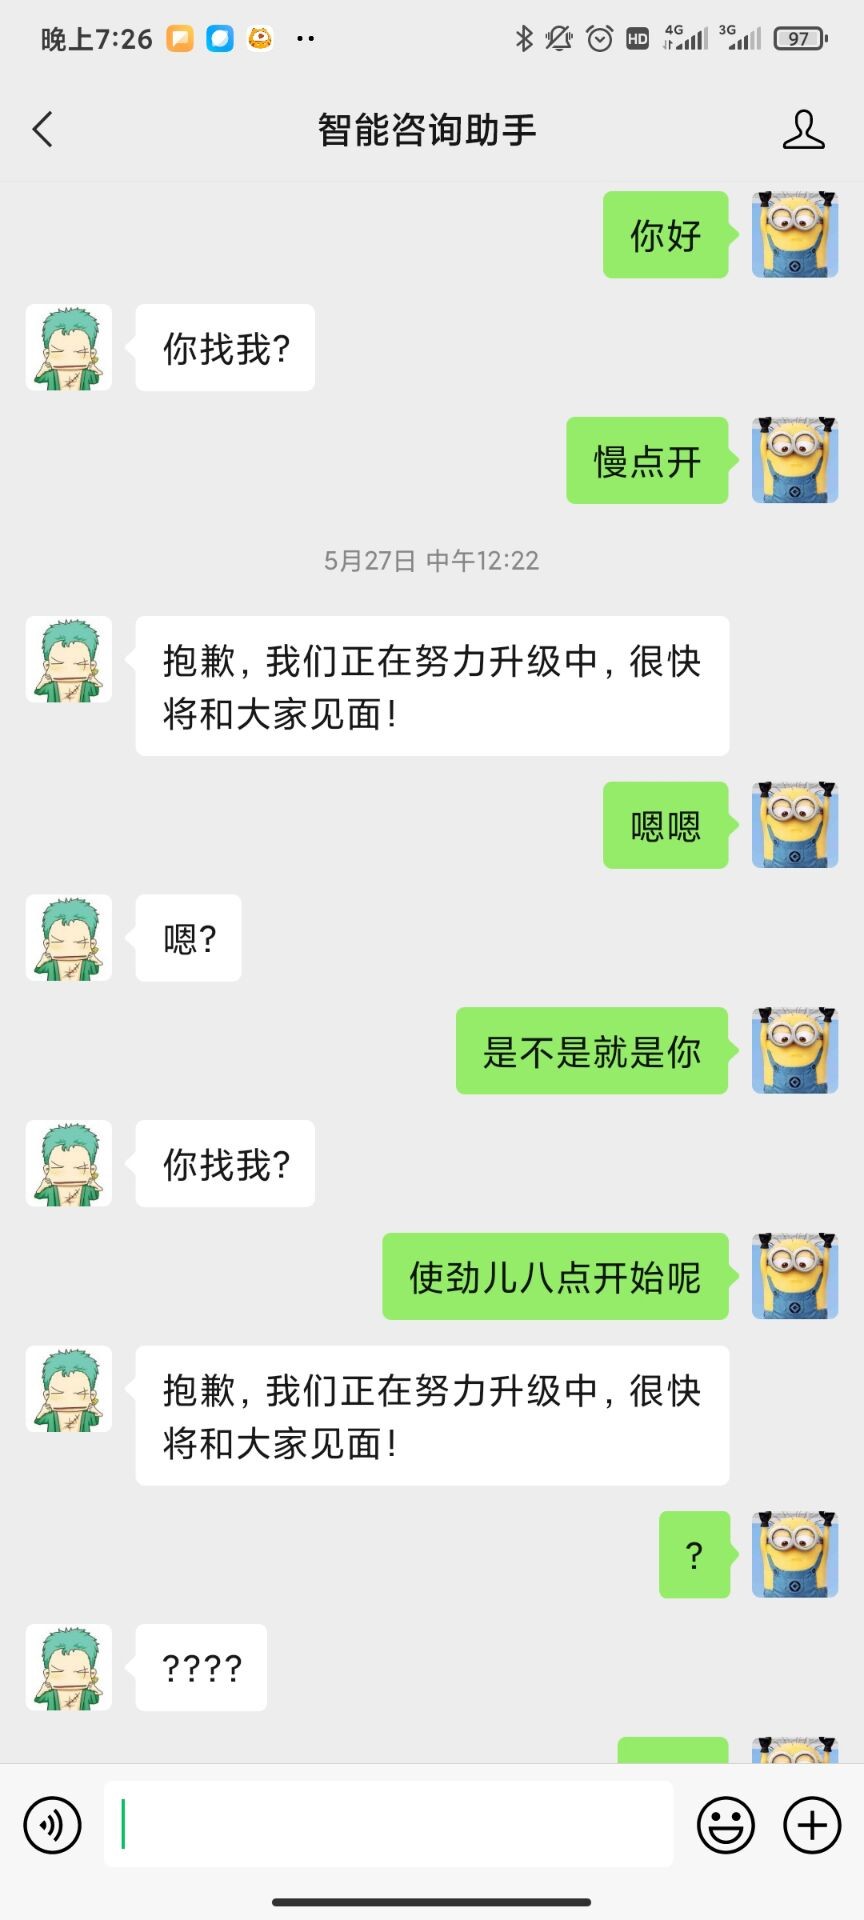 晚上7:26
HD 4G 3G 97
智能咨询助手
你好
你找我?
慢点开
5月27日 中午12:22
抱歉, 我们正在努力升级中, 很快
将和大家见面!
嗯嗯
嗯?
是不是就是你
你找我?
使劲儿八点开始呢
抱歉, 我们正在努力升级中, 很快
将和大家见面!
?
????